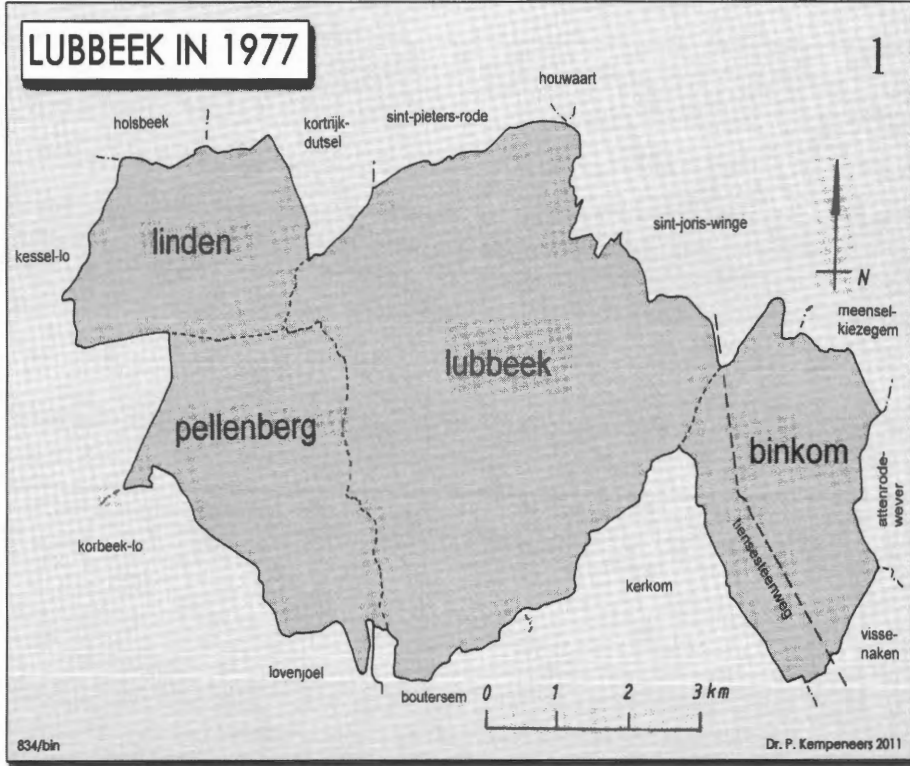 LUBBEEK IN 1977
1
houwaart
holsbeek
kortrijk-
dutsel
sint-pieters-rode
sint-joris-winge
linden
kessel-lo
N
meensel-
kiezegem
lubbeek
pellenberg
binkom
attenrode-
wever
korbeek-lo
tiensesteenweg
kerkom
visse-
naken
lovenjoel
boutersem
0 1 2 3 km
834/bin
Dr. P. Kempeneers 2011